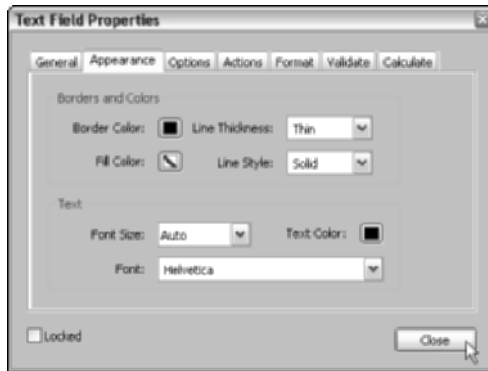 Text Field Properties
General Appearance Options Actions Format Validate Calculate
Borders and Colors
Border Color: Line Thickness: Thin
Fill Color: Line Style: Solid
Text
Font Size: Auto Text Color:
Font: Helvetica
Locked Close